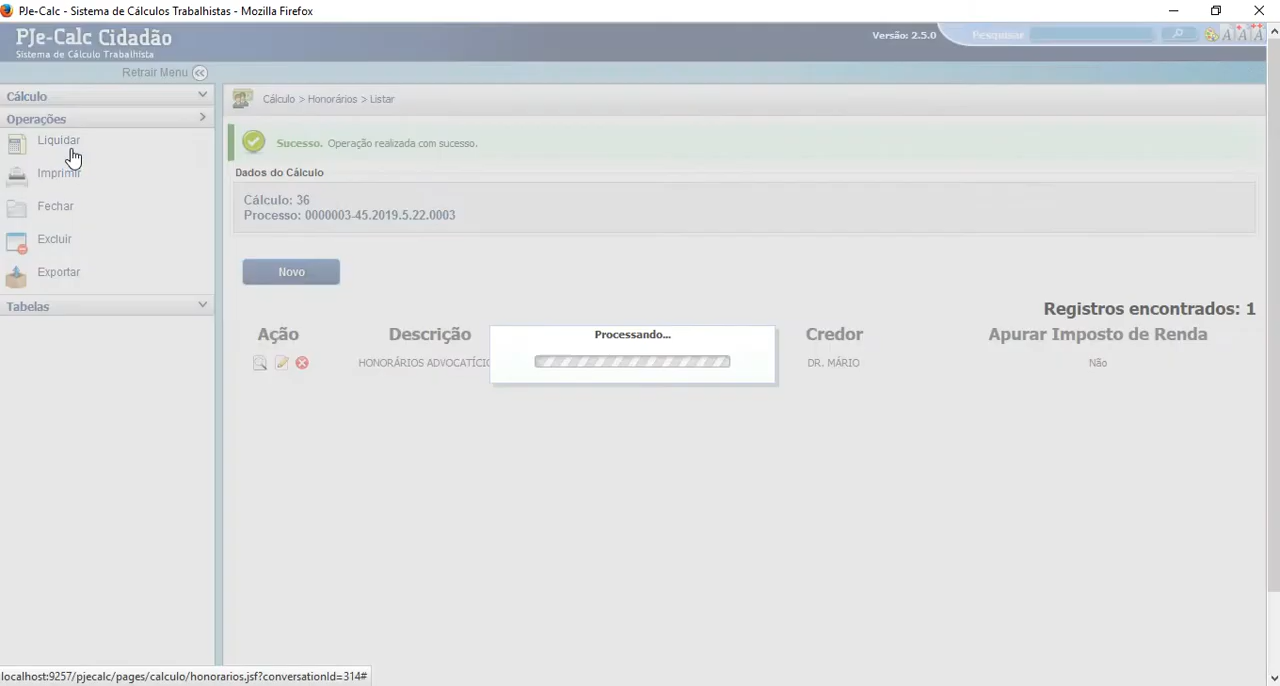 PJe-Calc - Sistema de Cálculos Trabalhistas - Mozilla Firefox
PJe-Calc Cidadão
Sistema de Cálculo Trabalhista
Versão: 2.5.0
Pesquisar
A A A
Retrair Menu
Cálculo
Operações
Liquidar
Imprimir
Fechar
Excluir
Exportar
Tabelas
Cálculo > Honorários > Listar
Sucesso. Operação realizada com sucesso.
Dados do Cálculo
Cálculo: 36
Processo: 0000003-45.2019.5.22.0003
Novo
Registros encontrados: 1
Ação Descrição Credor Apurar Imposto de Renda
HONORÁRIOS ADVOCATÍCIO DR. MÁRIO Não
Processando...
localhost:9257/pjecalc/pages/calculo/honorarios.jsf?conversationId=314#